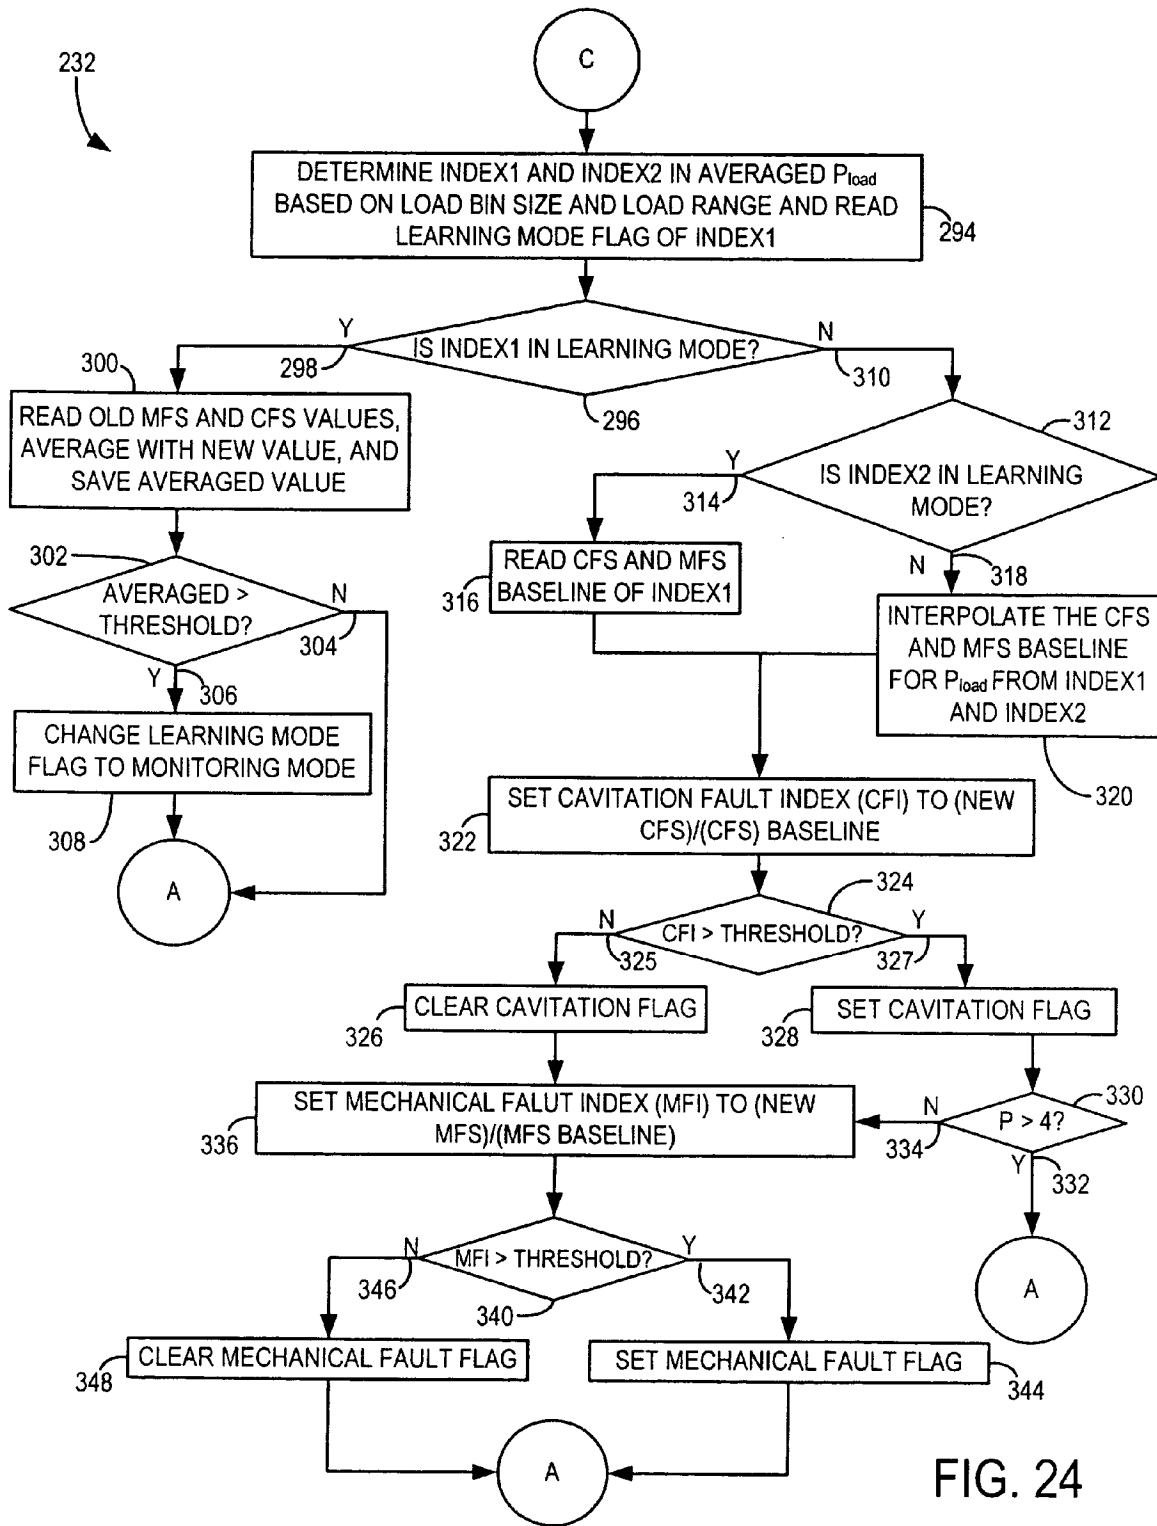 C
232
DETERMINE INDEX1 AND INDEX2 IN AVERAGED Pload
BASED ON LOAD BIN SIZE AND LOAD RANGE AND READ
LEARNING MODE FLAG OF INDEX1
294
Y
N
IS INDEX1 IN LEARNING MODE?
298
310
296
300
READ OLD MFS AND CFS VALUES,
AVERAGE WITH NEW VALUE, AND
SAVE AVERAGED VALUE
312
Y
314
IS INDEX2 IN LEARNING
MODE?
N
318
302
AVERAGED >
THRESHOLD?
N
304
Y
306
READ CFS AND MFS
BASELINE OF INDEX1
316
INTERPOLATE THE CFS
AND MFS BASELINE
FOR Pload FROM INDEX1
AND INDEX2
320
CHANGE LEARNING MODE
FLAG TO MONITORING MODE
308
A
SET CAVITATION FAULT INDEX (CFI) TO (NEW
CFS)/(CFS) BASELINE
322
324
N
Y
CFI > THRESHOLD?
325
327
CLEAR CAVITATION FLAG
326
SET CAVITATION FLAG
328
330
N
P > 4?
334
Y
332
A
SET MECHANICAL FALUT INDEX (MFI) TO (NEW
MFS)/(MFS BASELINE)
336
N
Y
MFI > THRESHOLD?
346
342
340
CLEAR MECHANICAL FAULT FLAG
348
SET MECHANICAL FAULT FLAG
344
A
FIG. 24